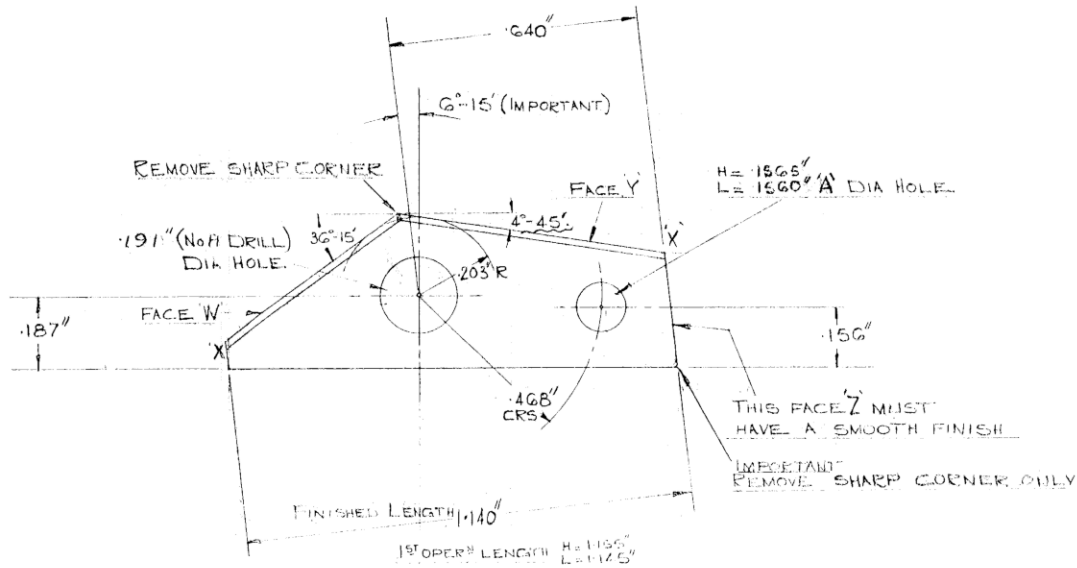 .640"
6°-15' (IMPORTANT)
REMOVE SHARP CORNER
H = .1565"
L = .1560" 'A' DIA HOLE
FACE 'Y'
4°-45'
'X'
36°-15'
.191" (No 11 DRILL)
DIA HOLE
.203" R
FACE 'W'
.187"
'X'
.156"
.468"
CRS
THIS FACE 'Z' MUST
HAVE A SMOOTH FINISH
IMPORTANT
REMOVE SHARP CORNER ONLY
FINISHED LENGTH 1.140"
1ST OPERN LENGTH H = 1.155"
L = 1.145"